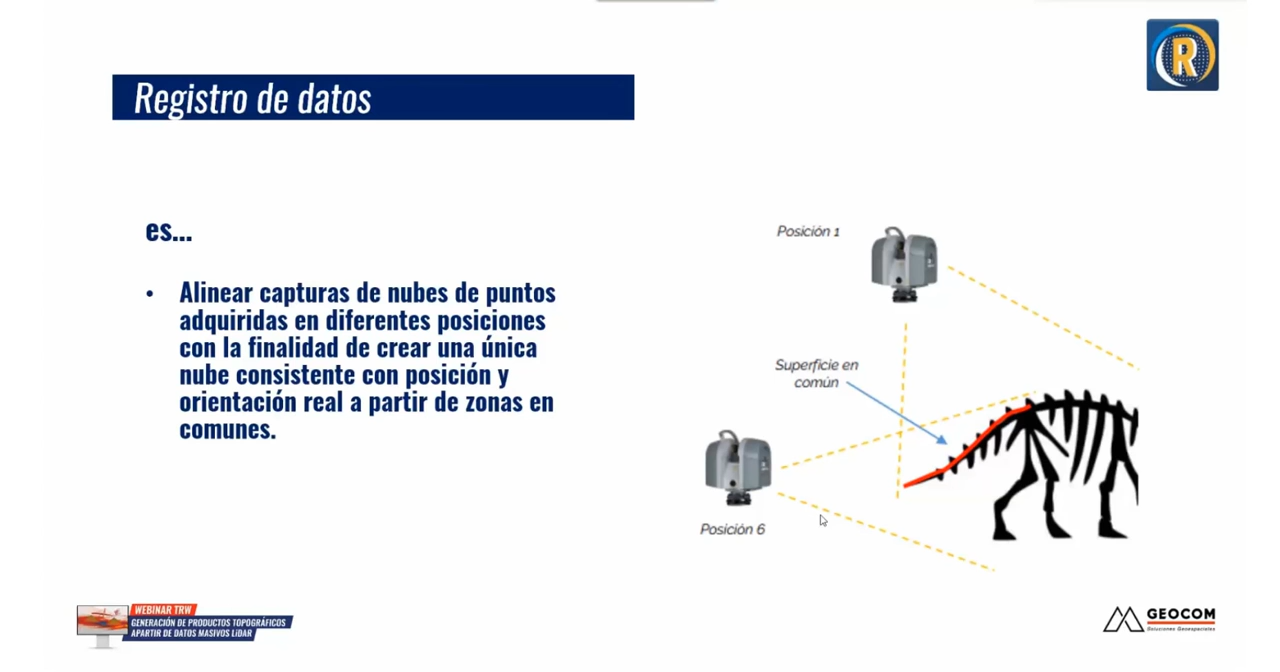 R
Registro de datos
es...
• Alinear capturas de nubes de puntos
adquiridas en diferentes posiciones
con la finalidad de crear una única
nube consistente con posición y
orientación real a partir de zonas en
comunes.
Posición 1
Superficie en
común
Posición 6
WEBINAR TRW
GENERACIÓN DE PRODUCTOS TOPOGRÁFICOS
APARTIR DE DATOS MASIVOS LiDAR
GEOCOM
Soluciones Geoespaciales